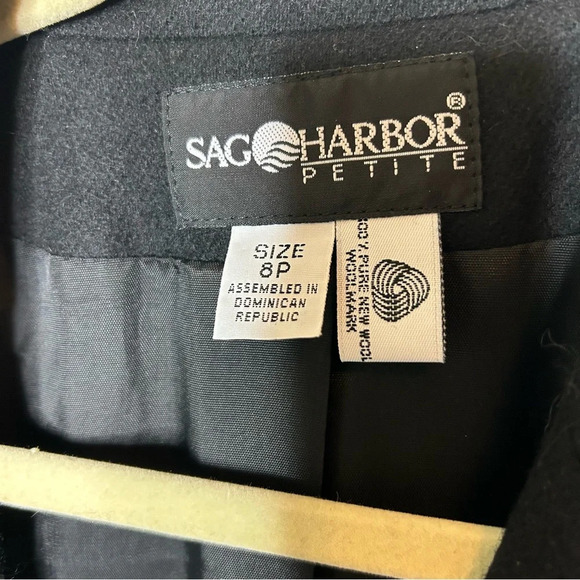 SAG HARBOR®
PETITE
SIZE
8P
ASSEMBLED IN
DOMINICAN
REPUBLIC
100% PURE NEW WOOL
WOOLMARK